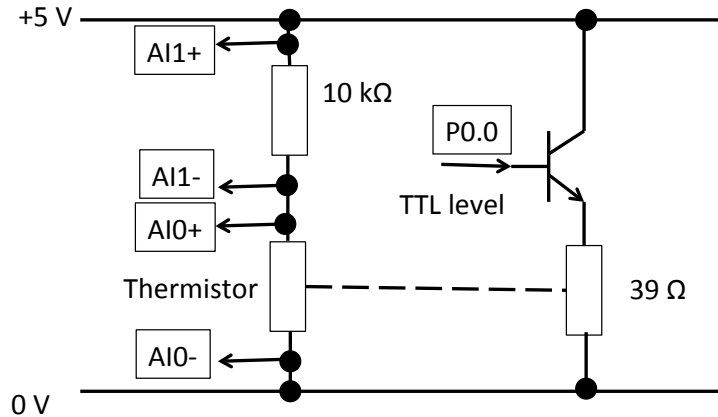 +5 V
AI1+
10 kΩ
P0.0
AI1-
TTL level
AI0+
Thermistor
39 Ω
AI0-
0 V